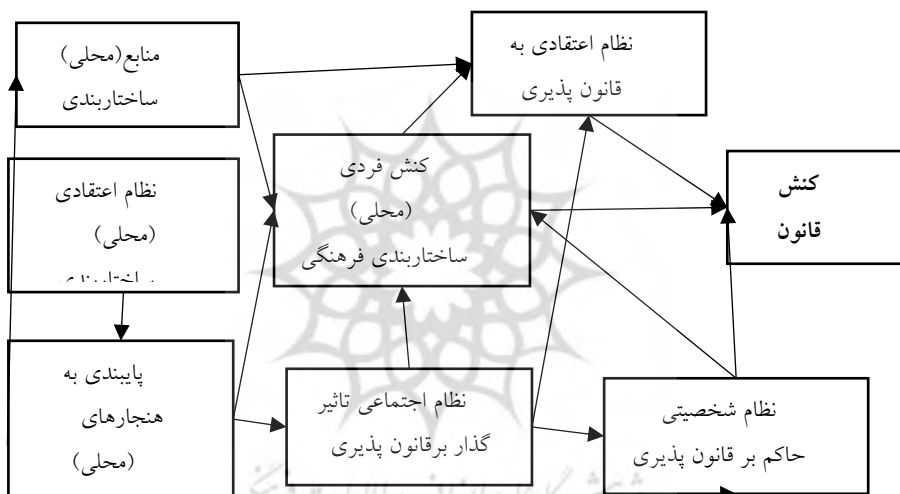 منابع(محلی)
ساختاربندی
نظام اعتقادی به
قانون پذیری
نظام اعتقادی
(محلی)
ساختاربندی
کنش فردی
(محلی)
ساختاربندی فرهنگی
کنش
قانون
پایبندی به
هنجارهای
(محلی)
نظام اجتماعی تاثیر
گذار برقانون پذیری
نظام شخصیتی
حاکم بر قانون پذیری